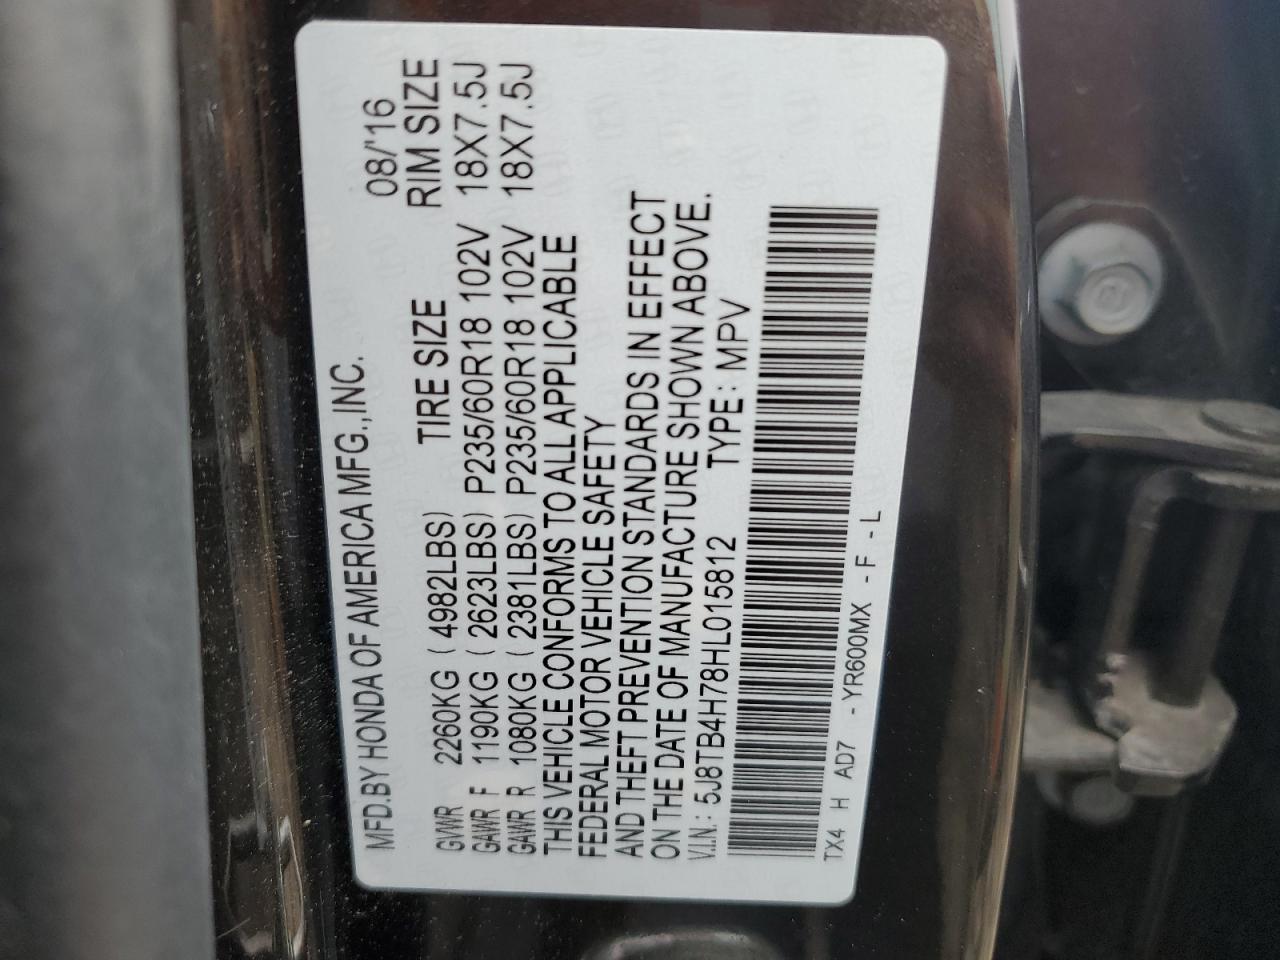 MFD.BY HONDA OF AMERICA MFG.,INC. 08/'16
TIRE SIZE RIM SIZE
GVWR 2260KG ( 4982LBS)
GAWR F 1190KG ( 2623LBS) P235/60R18 102V 18X7.5J
GAWR R 1080KG ( 2381LBS) P235/60R18 102V 18X7.5J
THIS VEHICLE CONFORMS TO ALL APPLICABLE
FEDERAL MOTOR VEHICLE SAFETY
AND THEFT PREVENTION STANDARDS IN EFFECT
ON THE DATE OF MANUFACTURE SHOWN ABOVE.
V.I.N.: 5J8TB4H78HL015812 TYPE: MPV
TX4 H AD7 - YR600MX - F - L